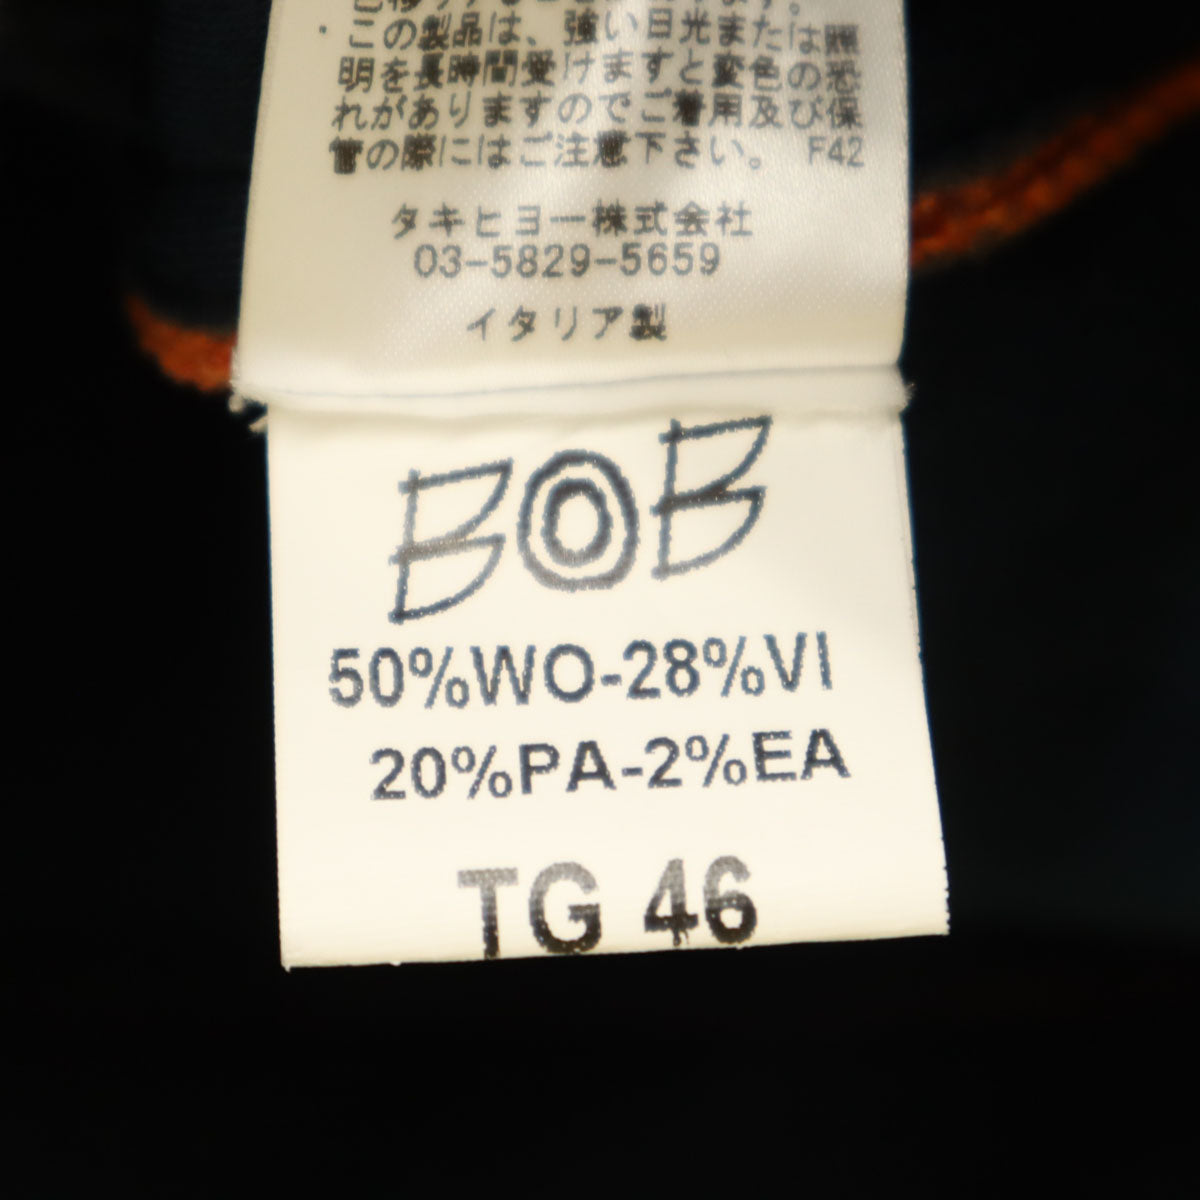 ・この製品は、強い日光または照
明を長時間受けますと変色の恐
れがありますのでご着用及び保
管の際にはご注意下さい。 F42
タキヒヨー株式会社
03-5829-5659
イタリア製
BOB
50%WO-28%VI
20%PA-2%EA
TG 46